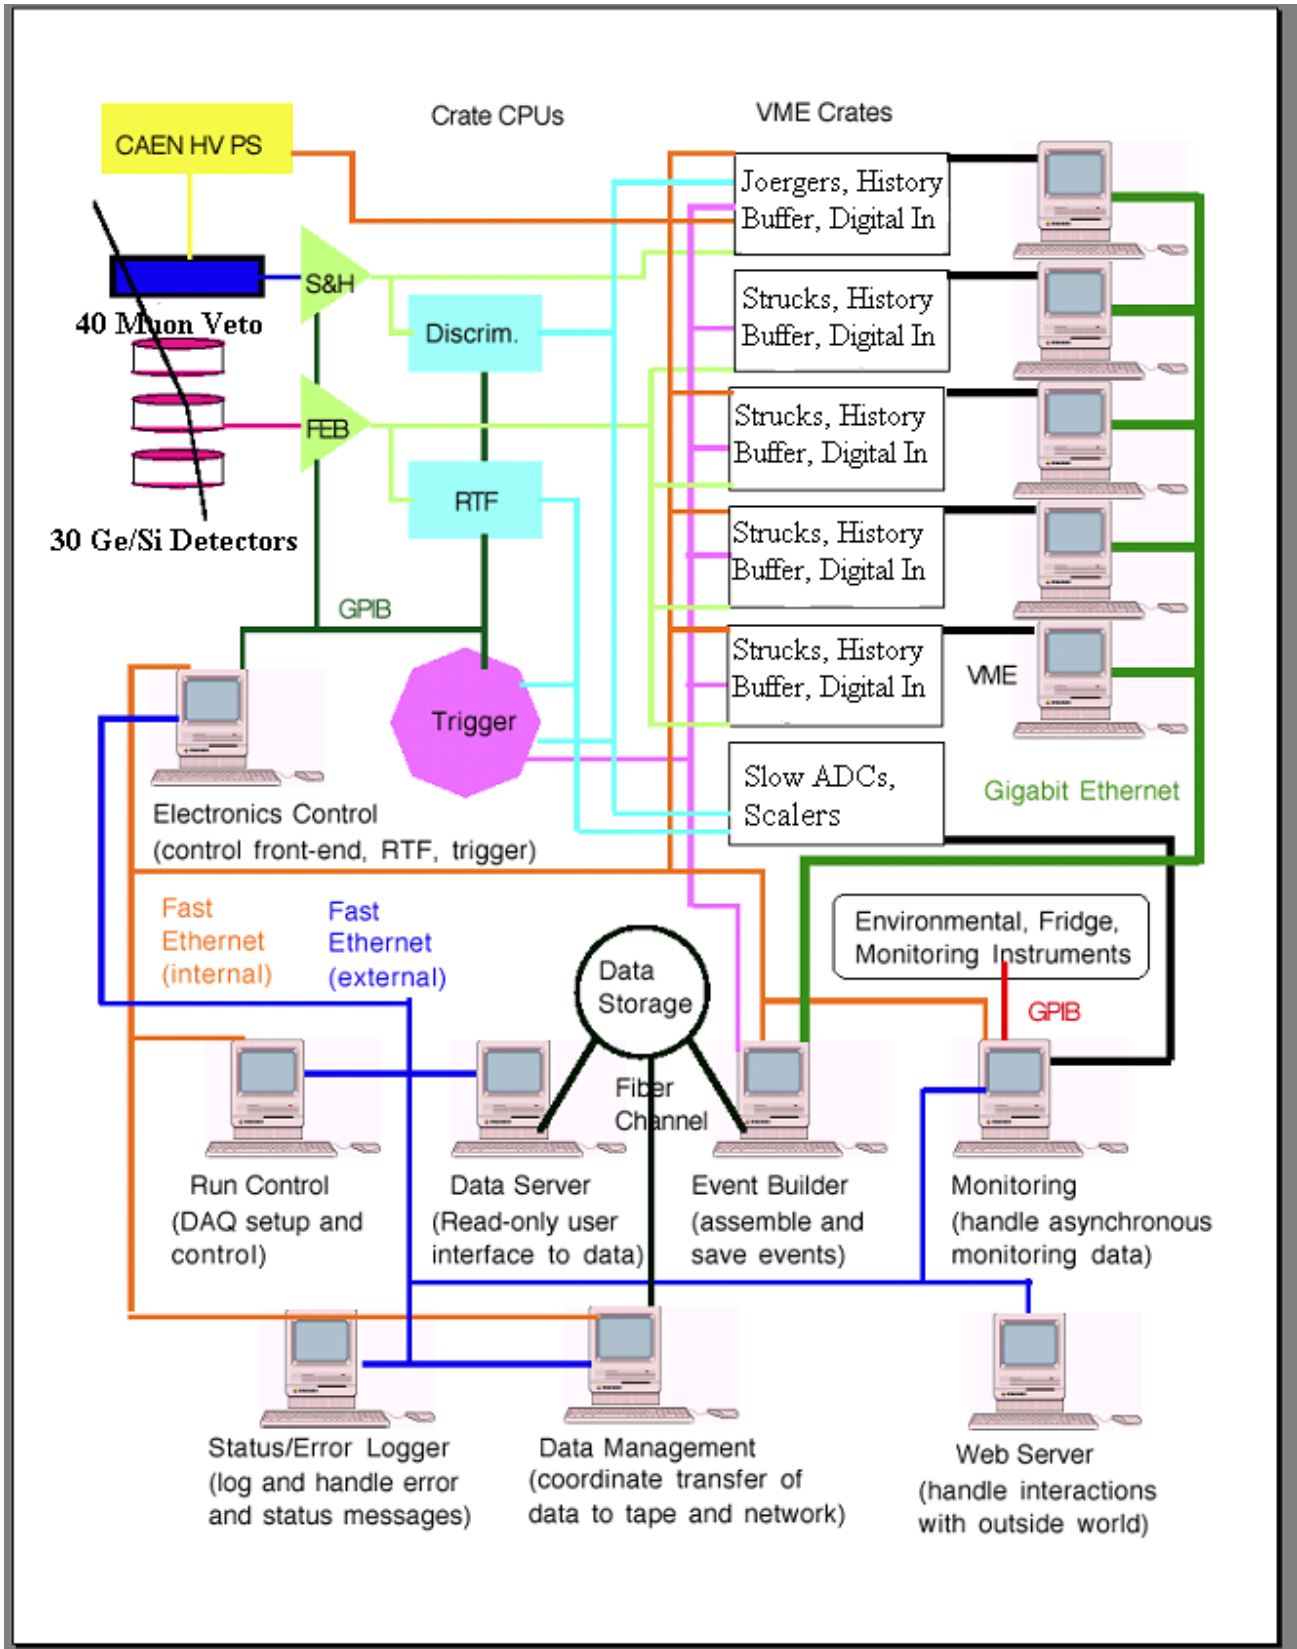 Crate CPUs
VME Crates
CAEN HV PS
Joergers, History
Buffer, Digital In
S&H
40 Muon Veto
Discrim.
Strucks, History
Buffer, Digital In
FEB
Strucks, History
Buffer, Digital In
RTF
30 Ge/Si Detectors
Strucks, History
Buffer, Digital In
GPIB
Strucks, History
Buffer, Digital In
VME
Trigger
Slow ADCs,
Scalers
Gigabit Ethernet
Electronics Control
(control front-end, RTF, trigger)
Fast
Ethernet
(internal)
Fast
Ethernet
(external)
Environmental, Fridge,
Monitoring Instruments
Data
Storage
GPIB
Fiber
Channel
Run Control
(DAQ setup and
control)
Data Server
(Read-only user
interface to data)
Event Builder
(assemble and
save events)
Monitoring
(handle asynchronous
monitoring data)
Status/Error Logger
(log and handle error
and status messages)
Data Management
(coordinate transfer of
data to tape and network)
Web Server
(handle interactions
with outside world)